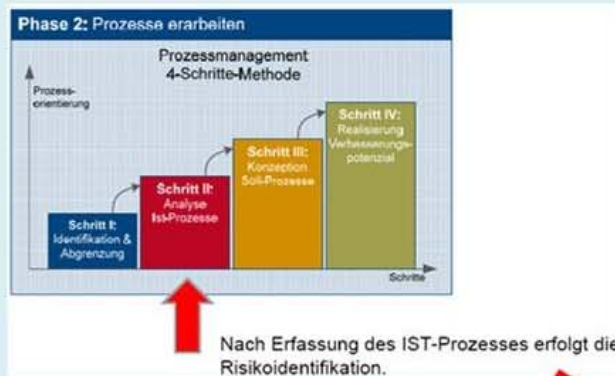 Phase 2: Prozesse erarbeiten
Prozessmanagement
4-Schritte-Methode
Prozess-
orientierung
Schritt I:
Identifikation &
Abgrenzung
Schritt II:
Analyse
Ist-Prozesse
Schritt III:
Konzeption
Soll-Prozesse
Schritt IV:
Realisierung
Verbesserungs-
potenzial
Schritte
Nach Erfassung des IST-Prozesses erfolgt die
Risikoidentifikation.